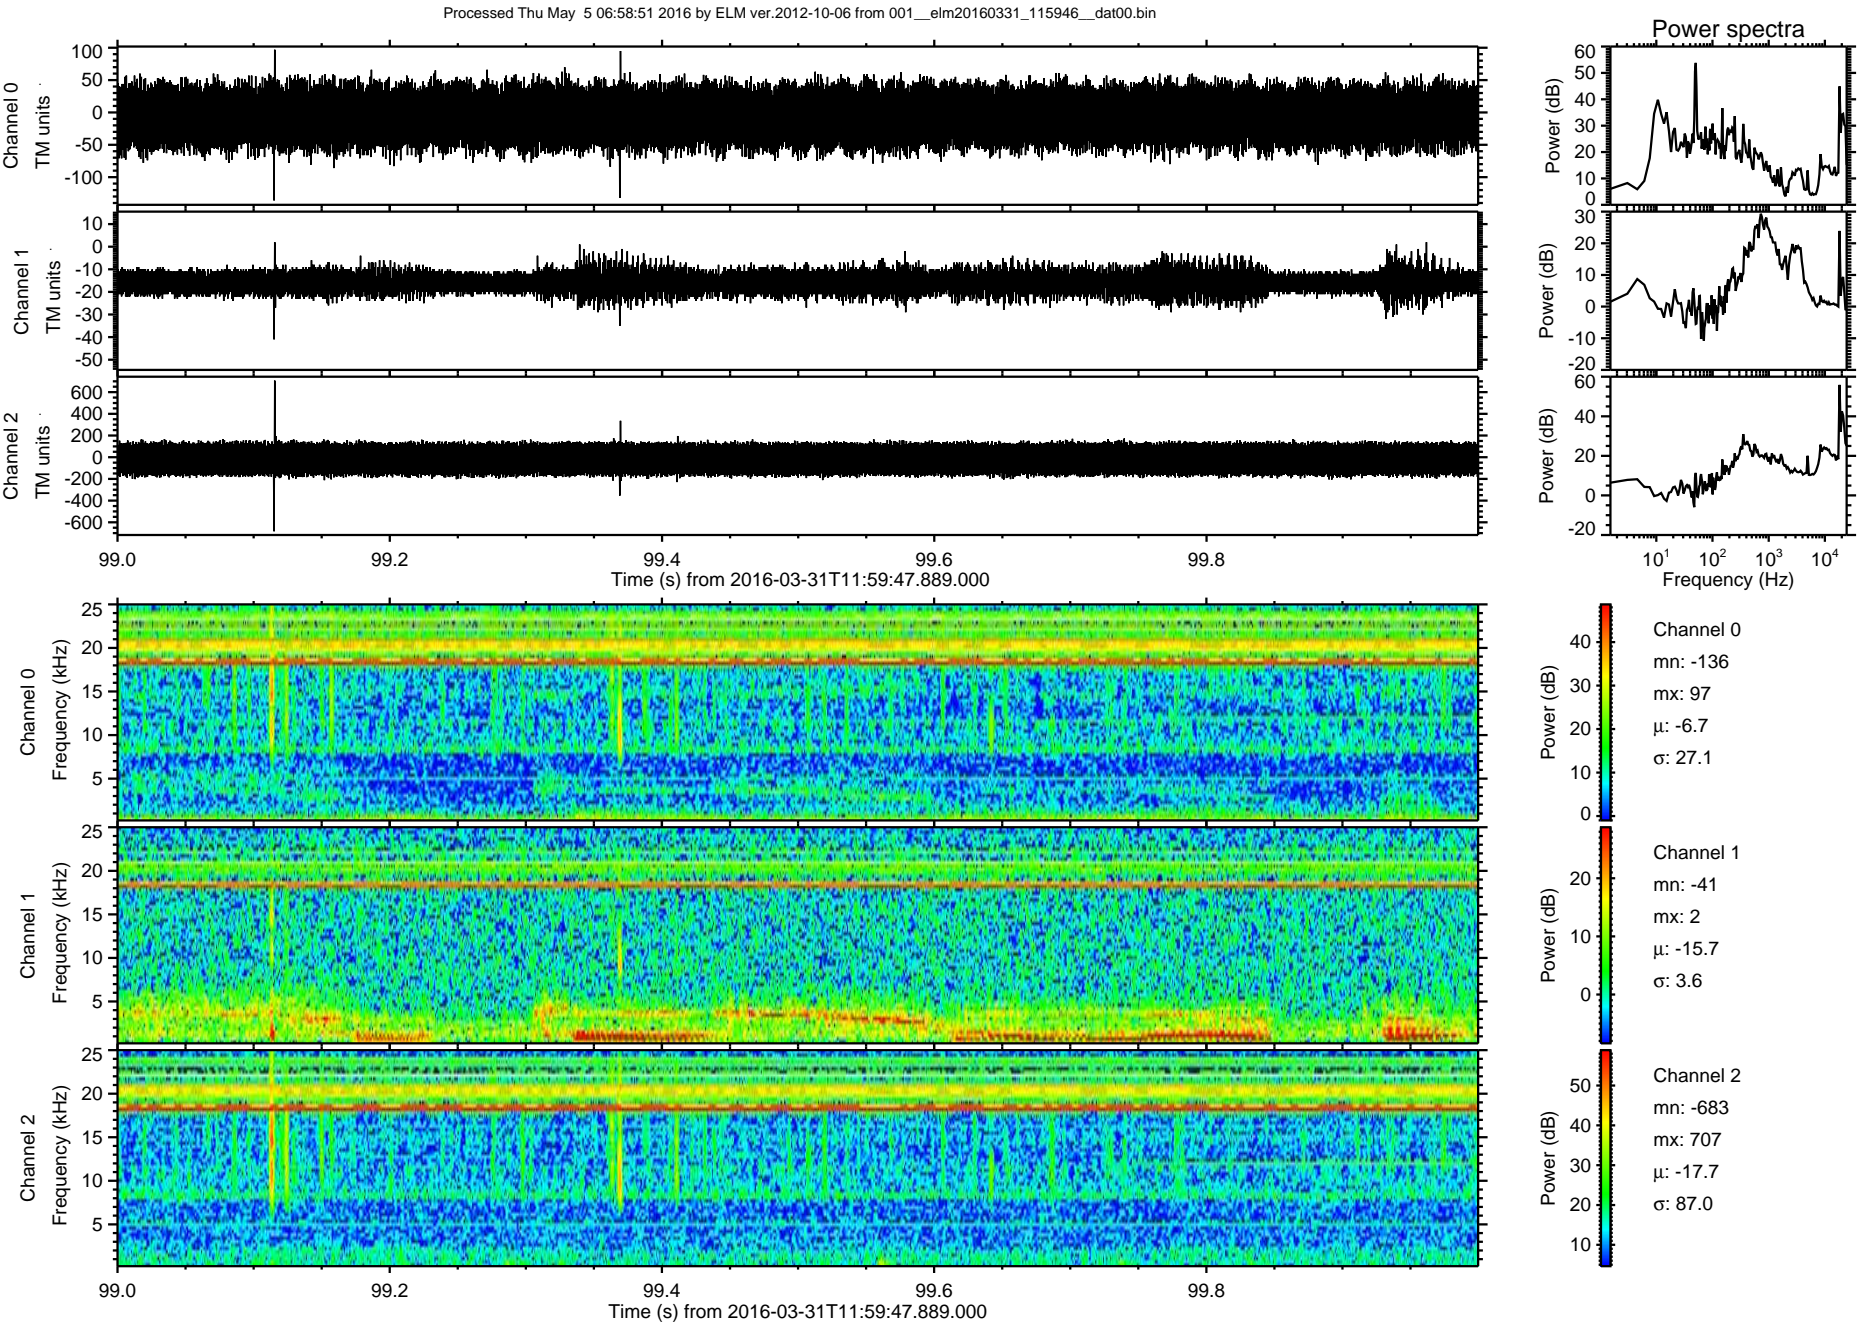 Processed Thu May  5 06:58:51 2016 by ELM ver.2012-10-06 from 001__elm20160331_115946__dat00.bin
Power spectra
Channel 0
TM units
100
50
0
-50
-100
Power (dB)
60
50
40
30
20
10
0
Channel 1
TM units
10
0
-10
-20
-30
-40
-50
Power (dB)
30
20
10
0
-10
-20
Channel 2
TM units
600
400
200
0
-200
-400
-600
Power (dB)
60
40
20
0
-20
99.0 99.2 99.4 99.6 99.8
Time (s) from 2016-03-31T11:59:47.889.000
10^1 10^2 10^3 10^4
Frequency (Hz)
Channel 0
Frequency (kHz)
25
20
15
10
5
Power (dB)
40
30
20
10
0
Channel 0
mn: -136
mx: 97
μ: -6.7
σ: 27.1
Channel 1
Frequency (kHz)
25
20
15
10
5
Power (dB)
20
10
0
Channel 1
mn: -41
mx: 2
μ: -15.7
σ: 3.6
Channel 2
Frequency (kHz)
25
20
15
10
5
Power (dB)
50
40
30
20
10
Channel 2
mn: -683
mx: 707
μ: -17.7
σ: 87.0
99.0 99.2 99.4 99.6 99.8
Time (s) from 2016-03-31T11:59:47.889.000